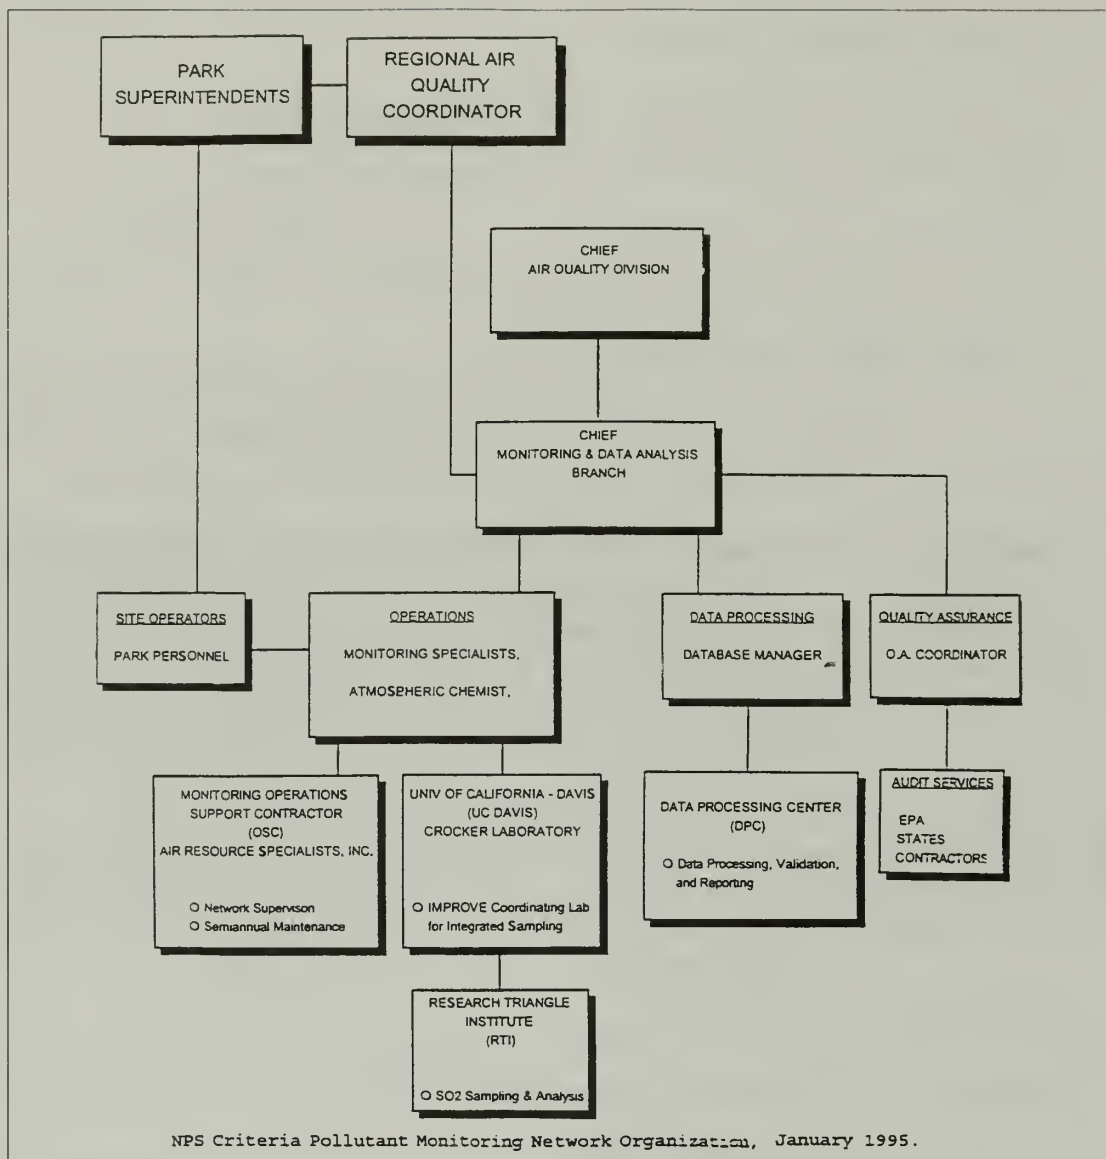 PARK
SUPERINTENDENTS
REGIONAL AIR
QUALITY
COORDINATOR
CHIEF
AIR QUALITY DIVISION
CHIEF
MONITORING & DATA ANALYSIS
BRANCH
SITE OPERATORS
PARK PERSONNEL
OPERATIONS
MONITORING SPECIALISTS,
ATMOSPHERIC CHEMIST,
DATA PROCESSING
DATABASE MANAGER
QUALITY ASSURANCE
Q.A. COORDINATOR
MONITORING OPERATIONS
SUPPORT CONTRACTOR
(OSC)
AIR RESOURCE SPECIALISTS, INC.
O Network Supervison
O Semiannual Maintenance
UNIV OF CALIFORNIA - DAVIS
(UC DAVIS)
CROCKER LABORATORY
O IMPROVE Coordinating Lab
for Integrated Sampling
DATA PROCESSING CENTER
(DPC)
O Data Processing, Validation,
and Reporting
AUDIT SERVICES
EPA
STATES
CONTRACTORS
RESEARCH TRIANGLE
INSTITUTE
(RTI)
O SO2 Sampling & Analysis
NPS Criteria Pollutant Monitoring Network Organization, January 1995.